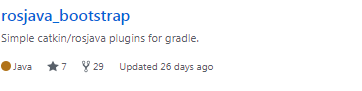 rosjava_bootstrap
Simple catkin/rosjava plugins for gradle.
Java 7 29 Updated 26 days ago